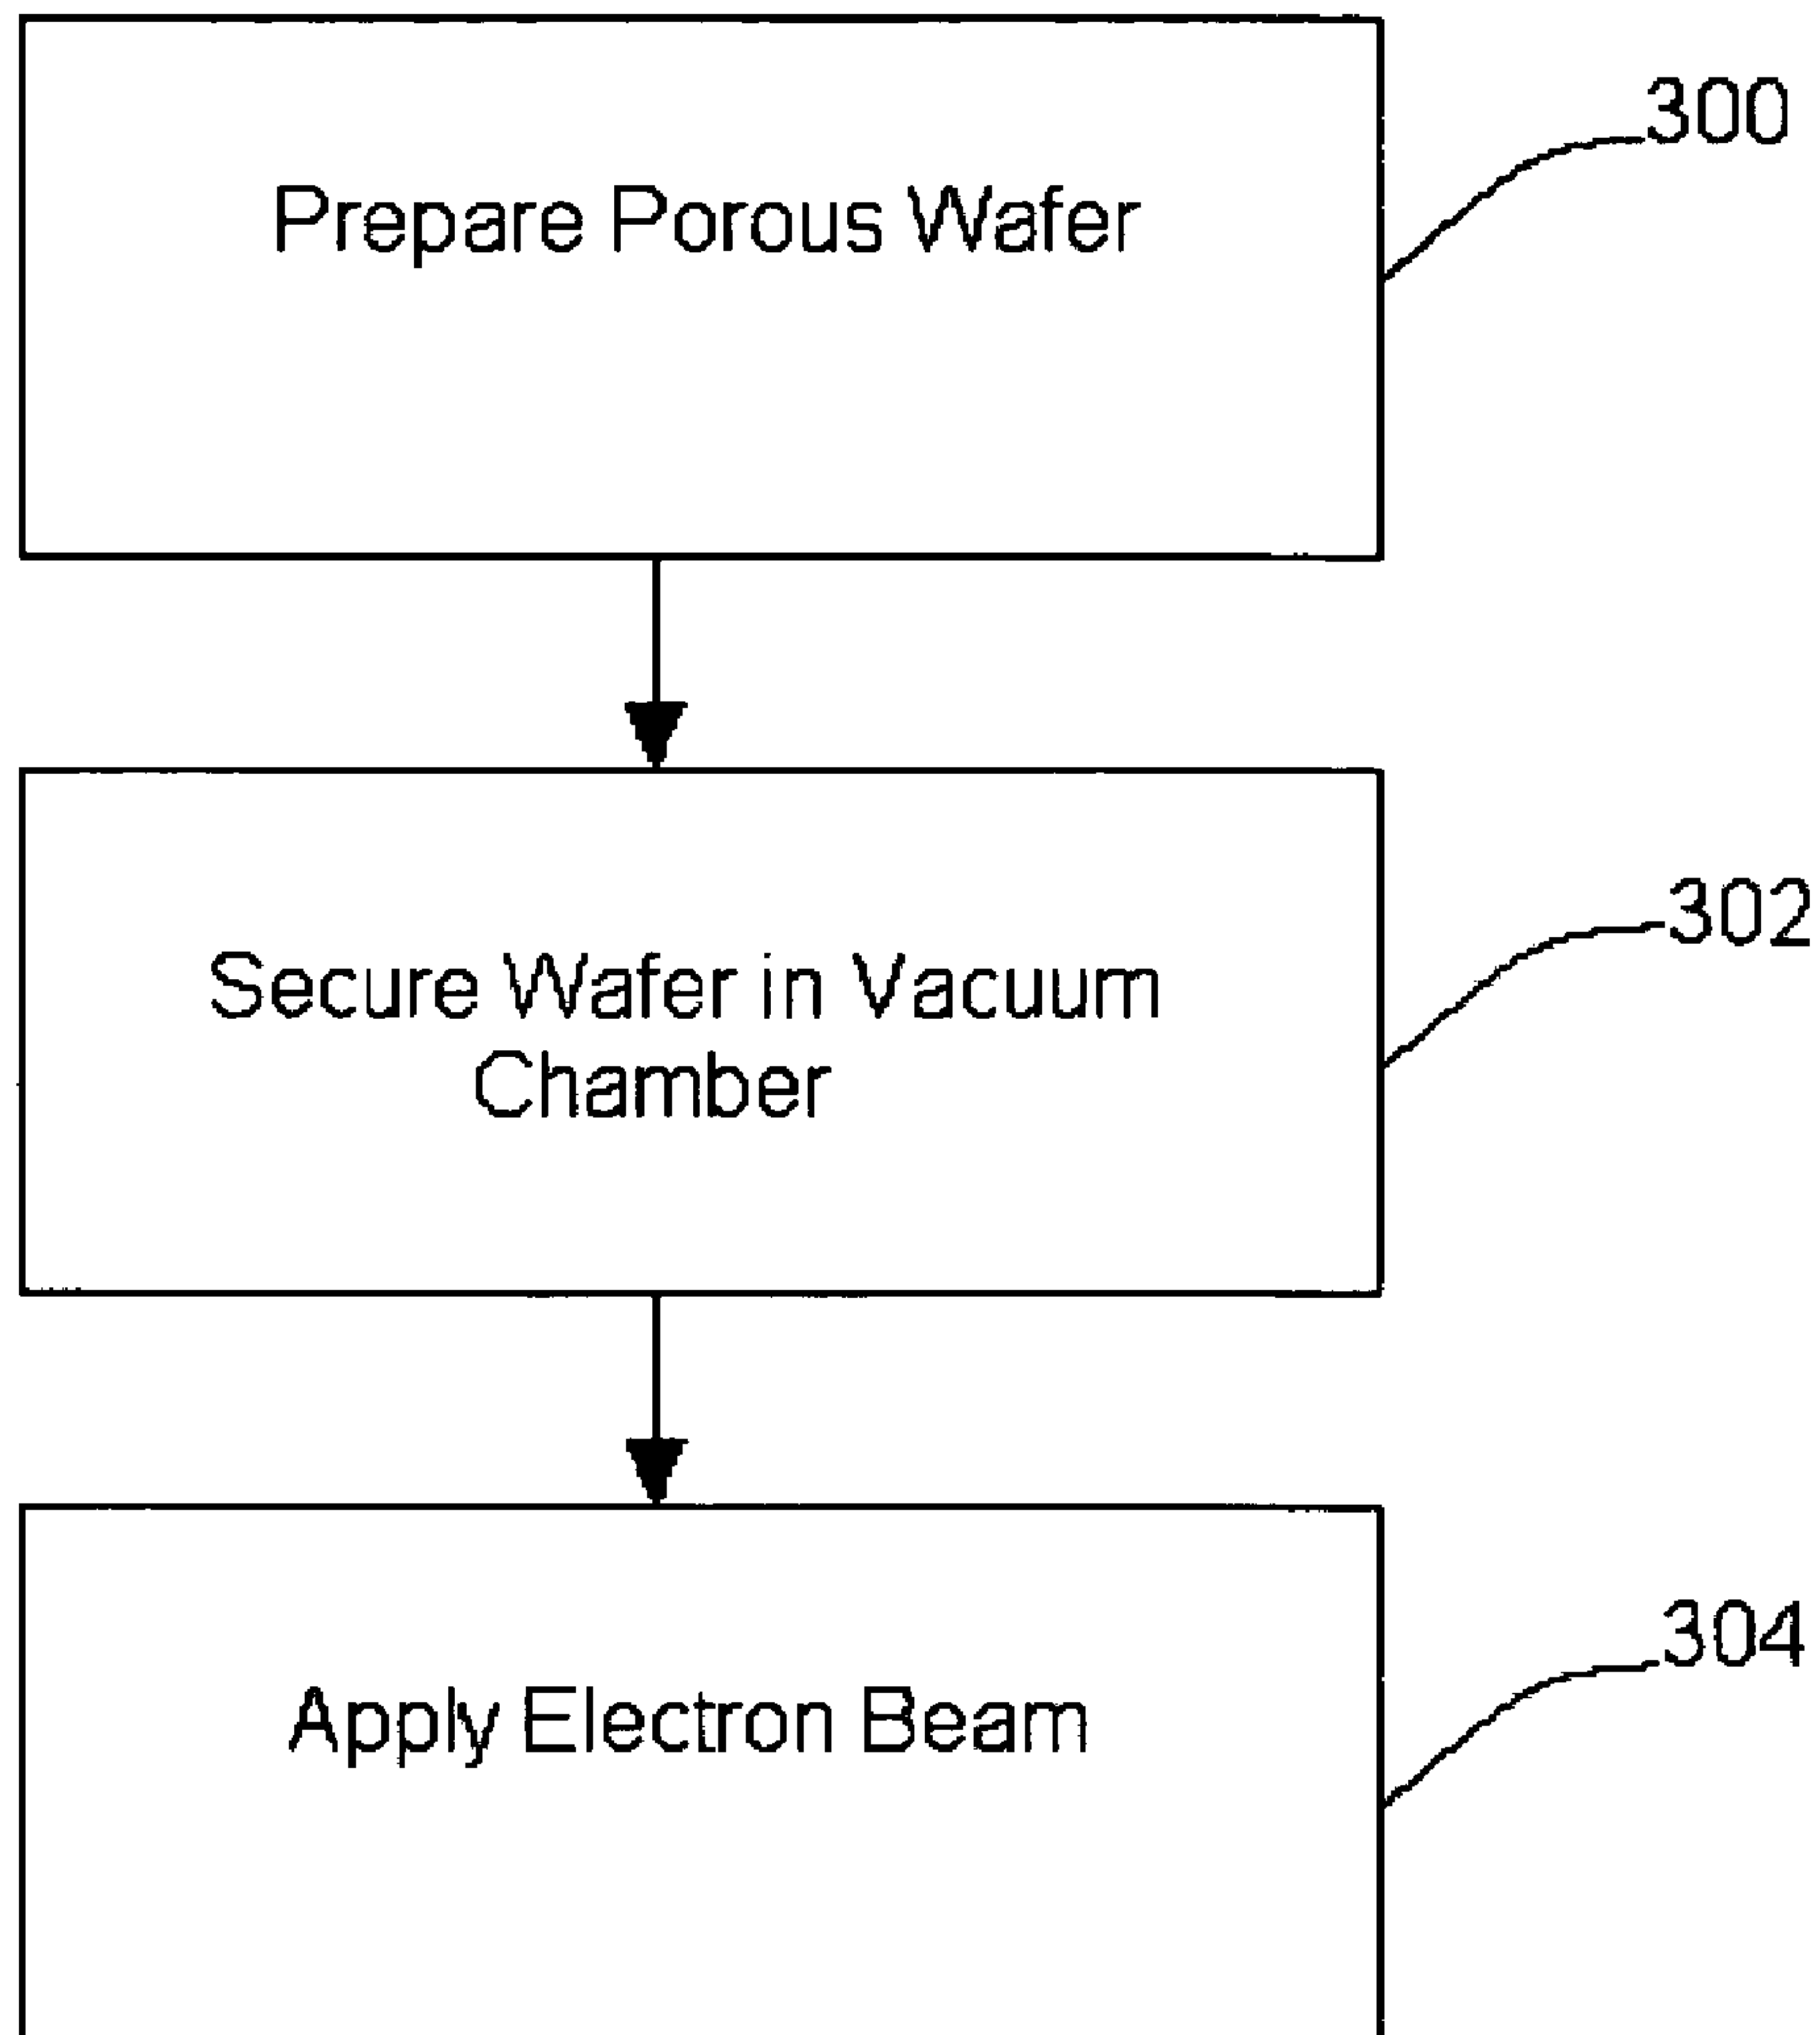 300
Prepare Porous Wafer
302
Secure Wafer in Vacuum
Chamber
304
Apply Electron Beam